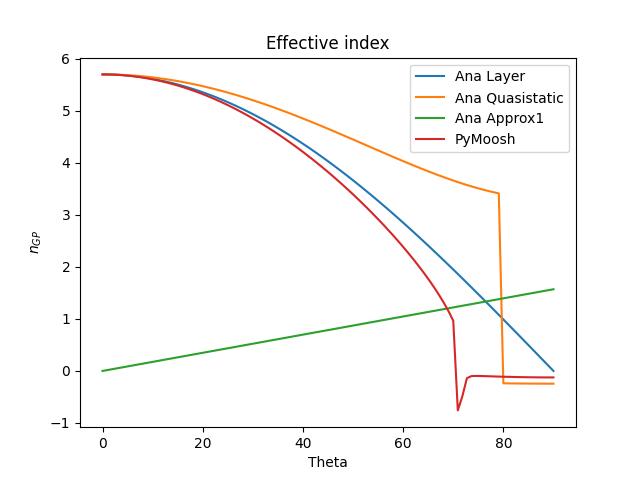 Effective index
6
5
4
3
2
1
0
−1
n_GP
Ana Layer
Ana Quasistatic
Ana Approx1
PyMoosh
0 20 40 60 80
Theta